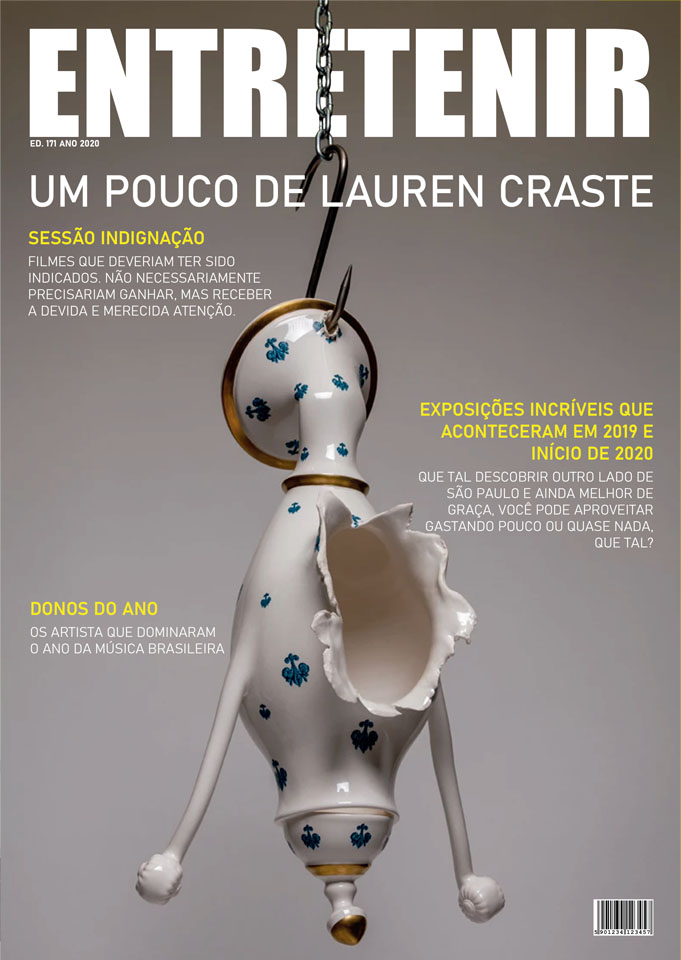 ENTRETENIR
ED. 171 ANO 2020
UM POUCO DE LAUREN CRASTE
SESSÃO INDIGNAÇÃO
FILMES QUE DEVERIAM TER SIDO
INDICADOS. NÃO NECESSARIAMENTE
PRECISARIAM GANHAR, MAS RECEBER
A DEVIDA E MERECIDA ATENÇÃO.
EXPOSIÇÕES INCRÍVEIS QUE
ACONTECERAM EM 2019 E
INÍCIO DE 2020
QUE TAL DESCOBRIR OUTRO LADO DE
SÃO PAULO E AINDA MELHOR DE
GRAÇA, VOCÊ PODE APROVEITAR
GASTANDO POUCO OU QUASE NADA,
QUE TAL?
DONOS DO ANO
OS ARTISTA QUE DOMINARAM
O ANO DA MÚSICA BRASILEIRA
5 901234 123457